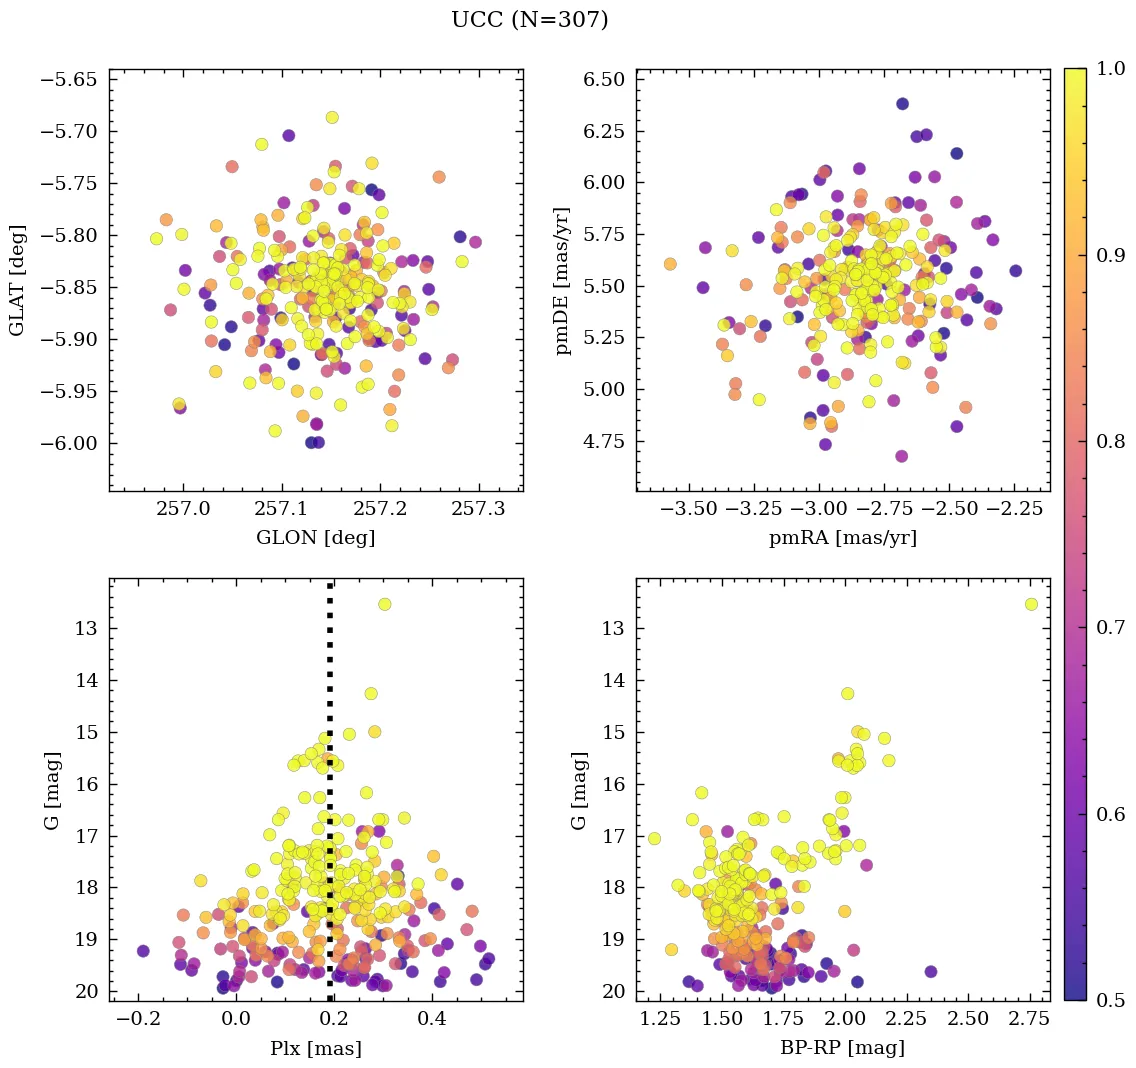 UCC (N=307)
−5.65
−5.70
−5.75
−5.80
−5.85
−5.90
−5.95
−6.00
GLAT [deg]
257.0 257.1 257.2 257.3
GLON [deg]
6.50
6.25
6.00
5.75
5.50
5.25
5.00
4.75
pmDE [mas/yr]
−3.50 −3.25 −3.00 −2.75 −2.50 −2.25
pmRA [mas/yr]
13
14
15
16
17
18
19
20
G [mag]
−0.2 0.0 0.2 0.4
Plx [mas]
13
14
15
16
17
18
19
20
G [mag]
1.25 1.50 1.75 2.00 2.25 2.50 2.75
BP-RP [mag]
1.0
0.9
0.8
0.7
0.6
0.5